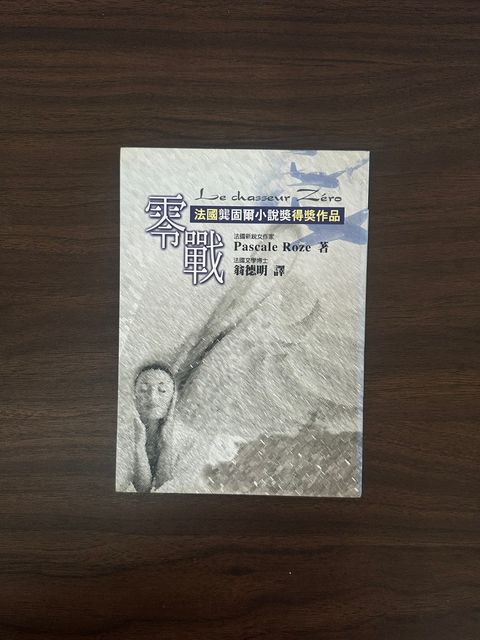 Le chasseur Zéro
法國龔固爾小說獎得獎作品
零戰
法國新銳女作家
Pascale Roze 著
法國文學博士
翁德明 譯